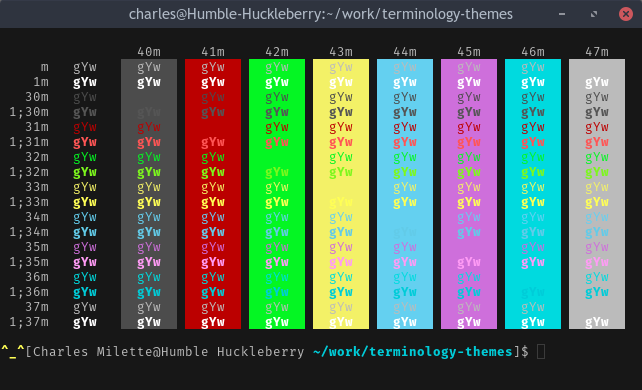 charles@Humble-Huckleberry:~/work/terminology-themes
40m 41m 42m 43m 44m 45m 46m 47m
m gYw gYw gYw gYw gYw gYw gYw gYw
1m gYw gYw gYw gYw gYw gYw gYw gYw gYw
30m gYw gYw gYw gYw gYw gYw gYw gYw
1;30m gYw gYw gYw gYw gYw gYw gYw gYw gYw
31m gYw gYw gYw gYw gYw gYw gYw gYw
1;31m gYw gYw gYw gYw gYw gYw gYw gYw gYw
32m gYw gYw gYw gYw gYw gYw gYw gYw
1;32m gYw gYw gYw gYw gYw gYw gYw gYw gYw
33m gYw gYw gYw gYw gYw gYw gYw gYw
1;33m gYw gYw gYw gYw gYw gYw gYw gYw gYw
34m gYw gYw gYw gYw gYw gYw gYw gYw
1;34m gYw gYw gYw gYw gYw gYw gYw gYw
35m gYw gYw gYw gYw gYw gYw gYw gYw
1;35m gYw gYw gYw gYw gYw gYw gYw gYw gYw
36m gYw gYw gYw gYw gYw gYw gYw gYw
1;36m gYw gYw gYw gYw gYw gYw gYw gYw gYw
37m gYw gYw gYw gYw gYw gYw gYw gYw
1;37m gYw gYw gYw gYw gYw gYw gYw gYw gYw
^_^[Charles Milette@Humble Huckleberry ~/work/terminology-themes]$